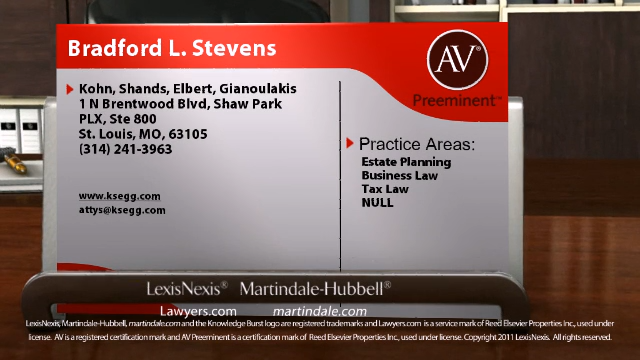 Bradford L. Stevens
AV®
Preeminent™
Kohn, Shands, Elbert, Gianoulakis
1 N Brentwood Blvd, Shaw Park
PLX, Ste 800
St. Louis, MO, 63105
(314) 241-3963
www.ksegg.com
attys@ksegg.com
Practice Areas:
Estate Planning
Business Law
Tax Law
NULL
LexisNexis® Martindale-Hubbell®
Lawyers.com martindale.com
LexisNexis, Martindale-Hubbell, martindale.com and the Knowledge Burst logo are registered trademarks and Lawyers.com is a service mark of Reed Elsevier Properties Inc., used under
license. AV is a registered certification mark and AV Preeminent is a certification mark of Reed Elsevier Properties Inc., used under license. Copyright 2011 LexisNexis. All rights reserved.